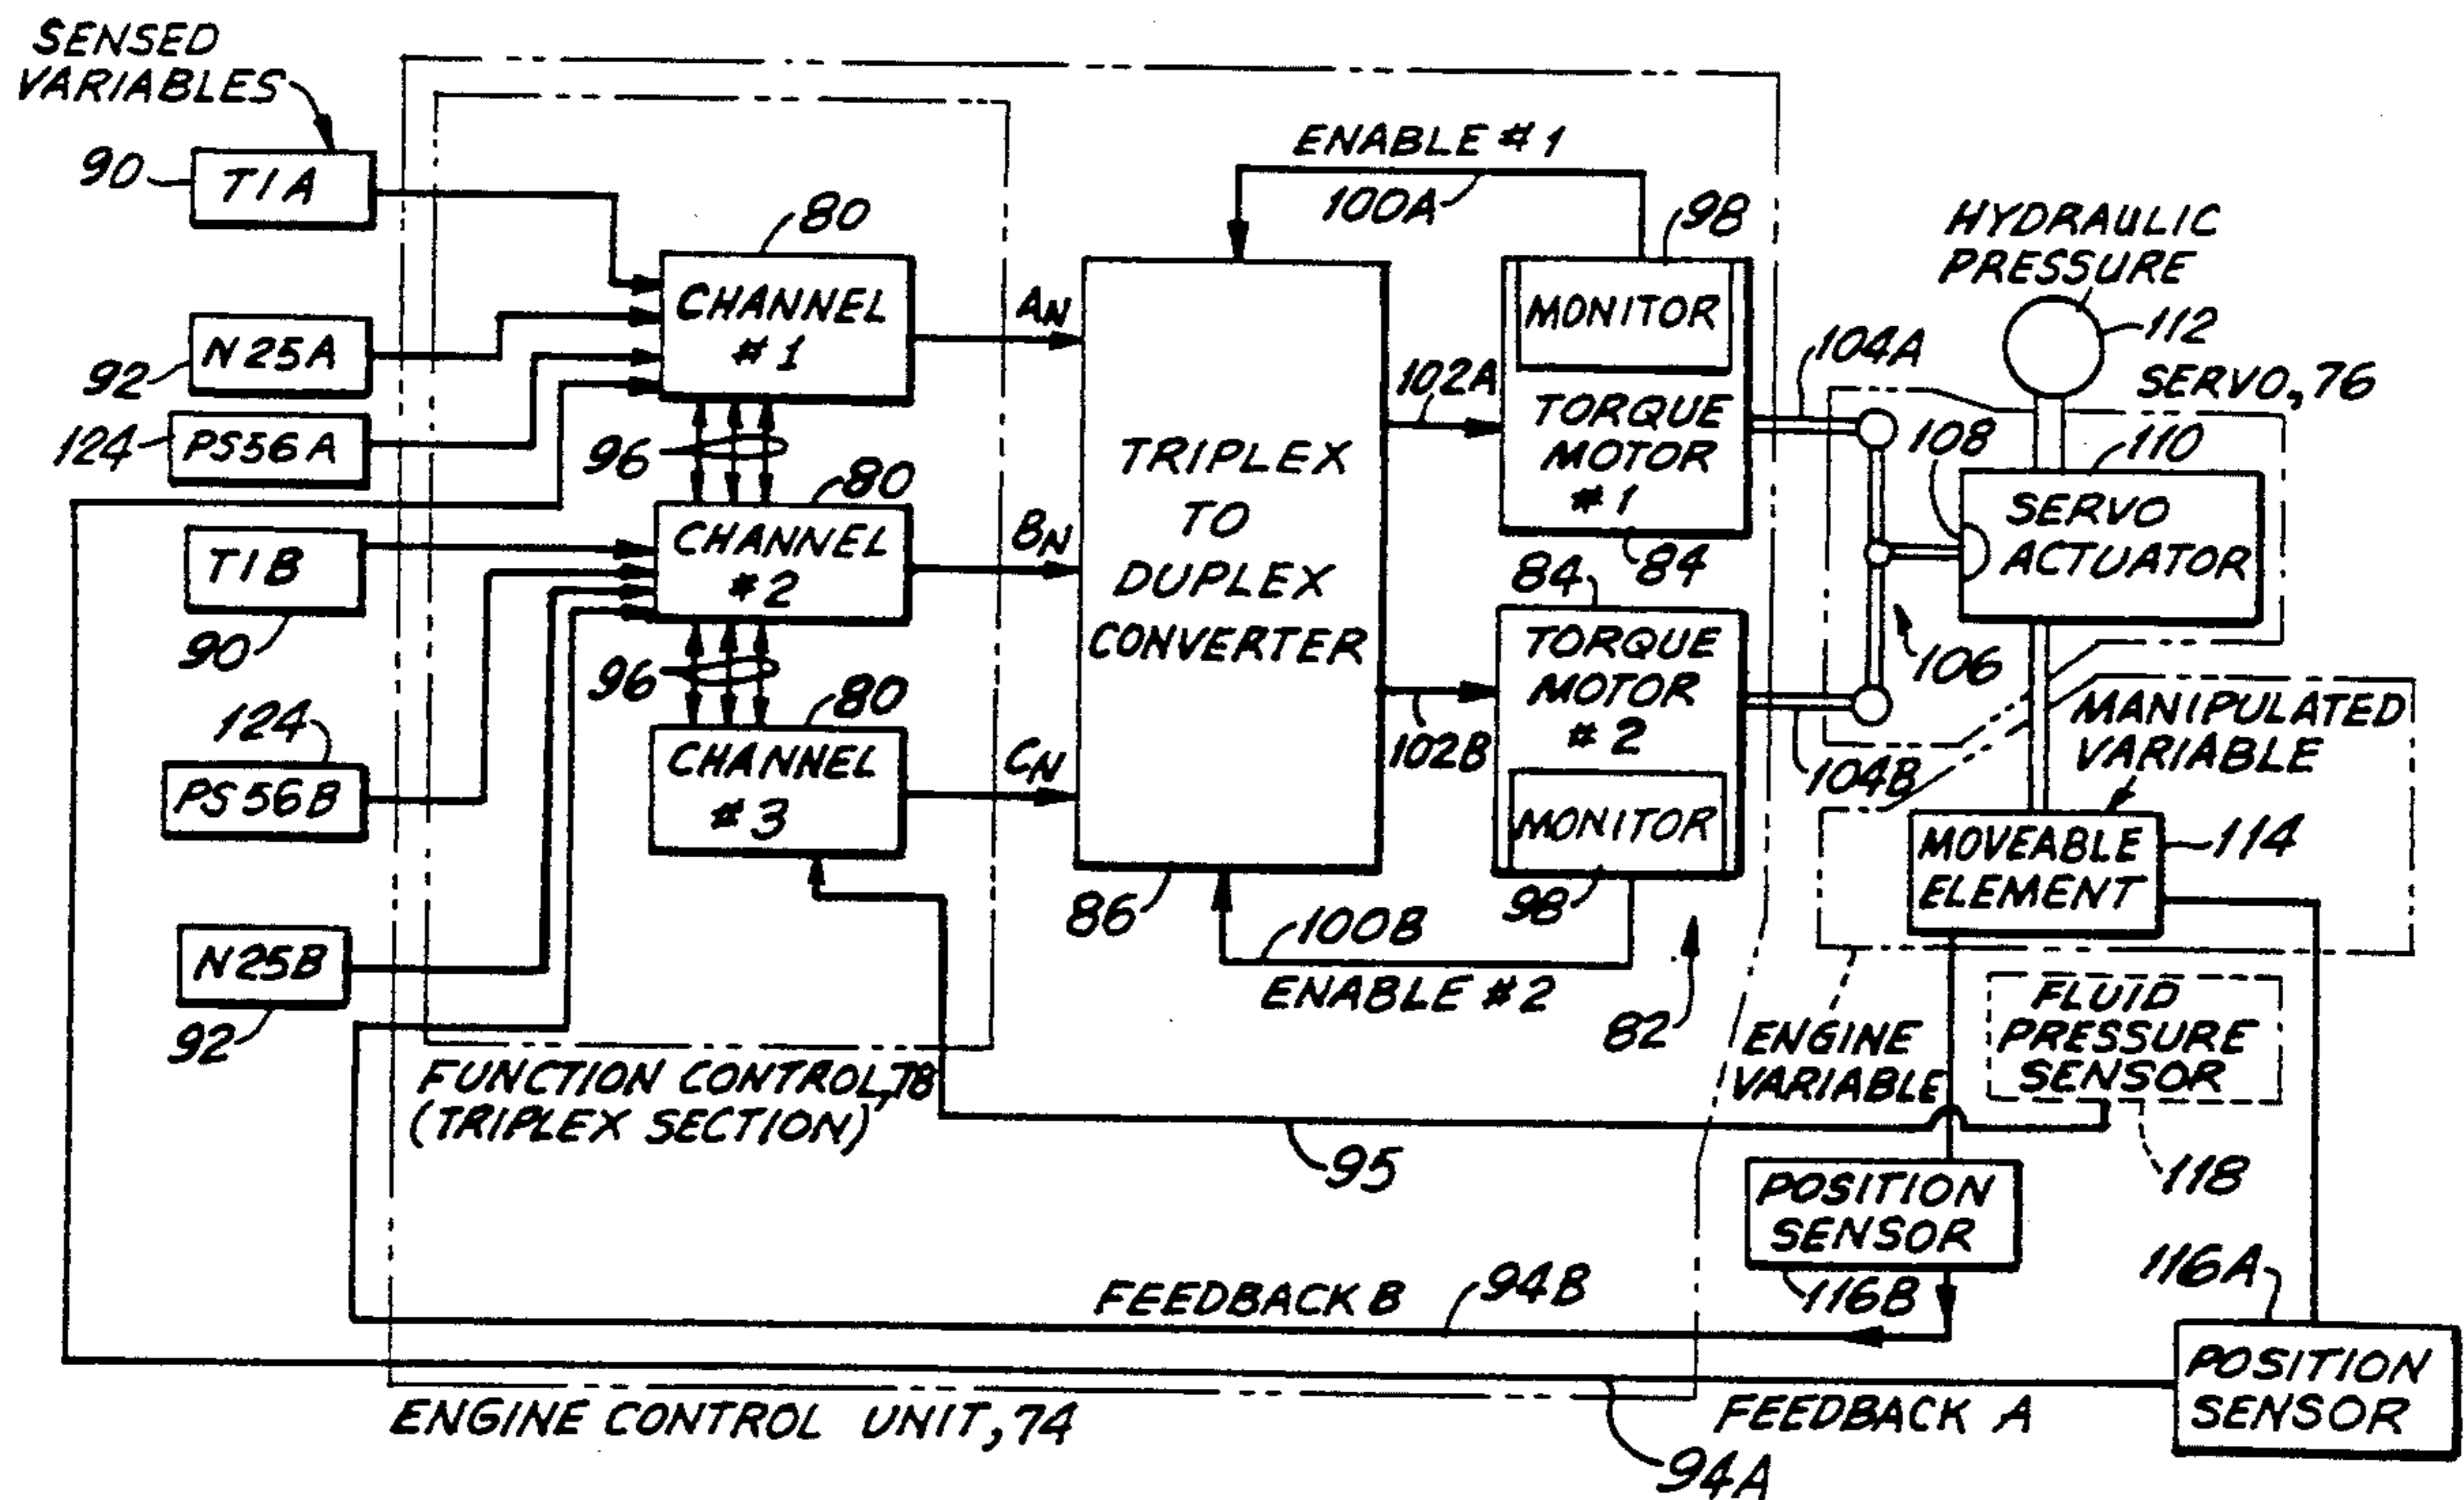 SENSED
VARIABLES
90
T1A
92
N25A
124
PS56A
T1B
90
124
PS56B
N25B
92
80
CHANNEL
#1
96
80
CHANNEL
#2
96
80
CHANNEL
#3
AN
BN
CN
FUNCTION CONTROL, 78
(TRIPLEX SECTION)
ENABLE #1
100A
TRIPLEX
TO
DUPLEX
CONVERTER
86
100B
ENABLE #2
102A
102B
98
MONITOR
TORQUE
MOTOR
#1
84
84
TORQUE
MOTOR
#2
MONITOR
98
82
HYDRAULIC
PRESSURE
112
SERVO, 76
104A
108
110
SERVO
ACTUATOR
106
104B
MANIPULATED
VARIABLE
MOVEABLE
ELEMENT
114
ENGINE
VARIABLE
FLUID
PRESSURE
SENSOR
118
95
POSITION
SENSOR
116B
116A
POSITION
SENSOR
FEEDBACK B
94B
FEEDBACK A
94A
ENGINE CONTROL UNIT, 74